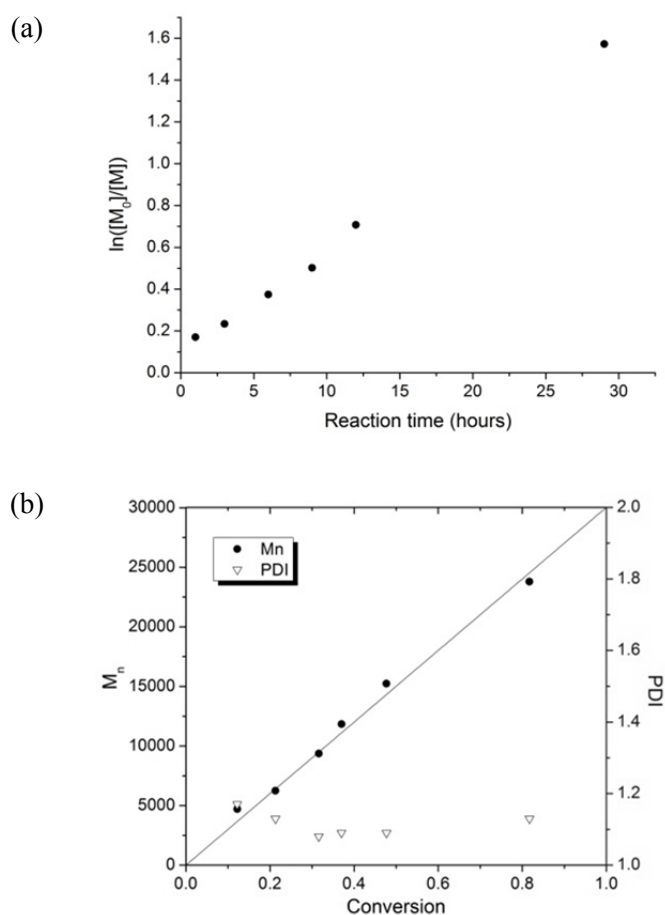 (a)
1.6
1.4
1.2
1.0
0.8
0.6
0.4
0.2
0.0
ln([M₀]/[M])
0 5 10 15 20 25 30
Reaction time (hours)
(b)
30000
25000
20000
15000
10000
5000
0
Mₙ
Mn
PDI
2.0
1.8
1.6
1.4
1.2
1.0
PDI
0.0 0.2 0.4 0.6 0.8 1.0
Conversion